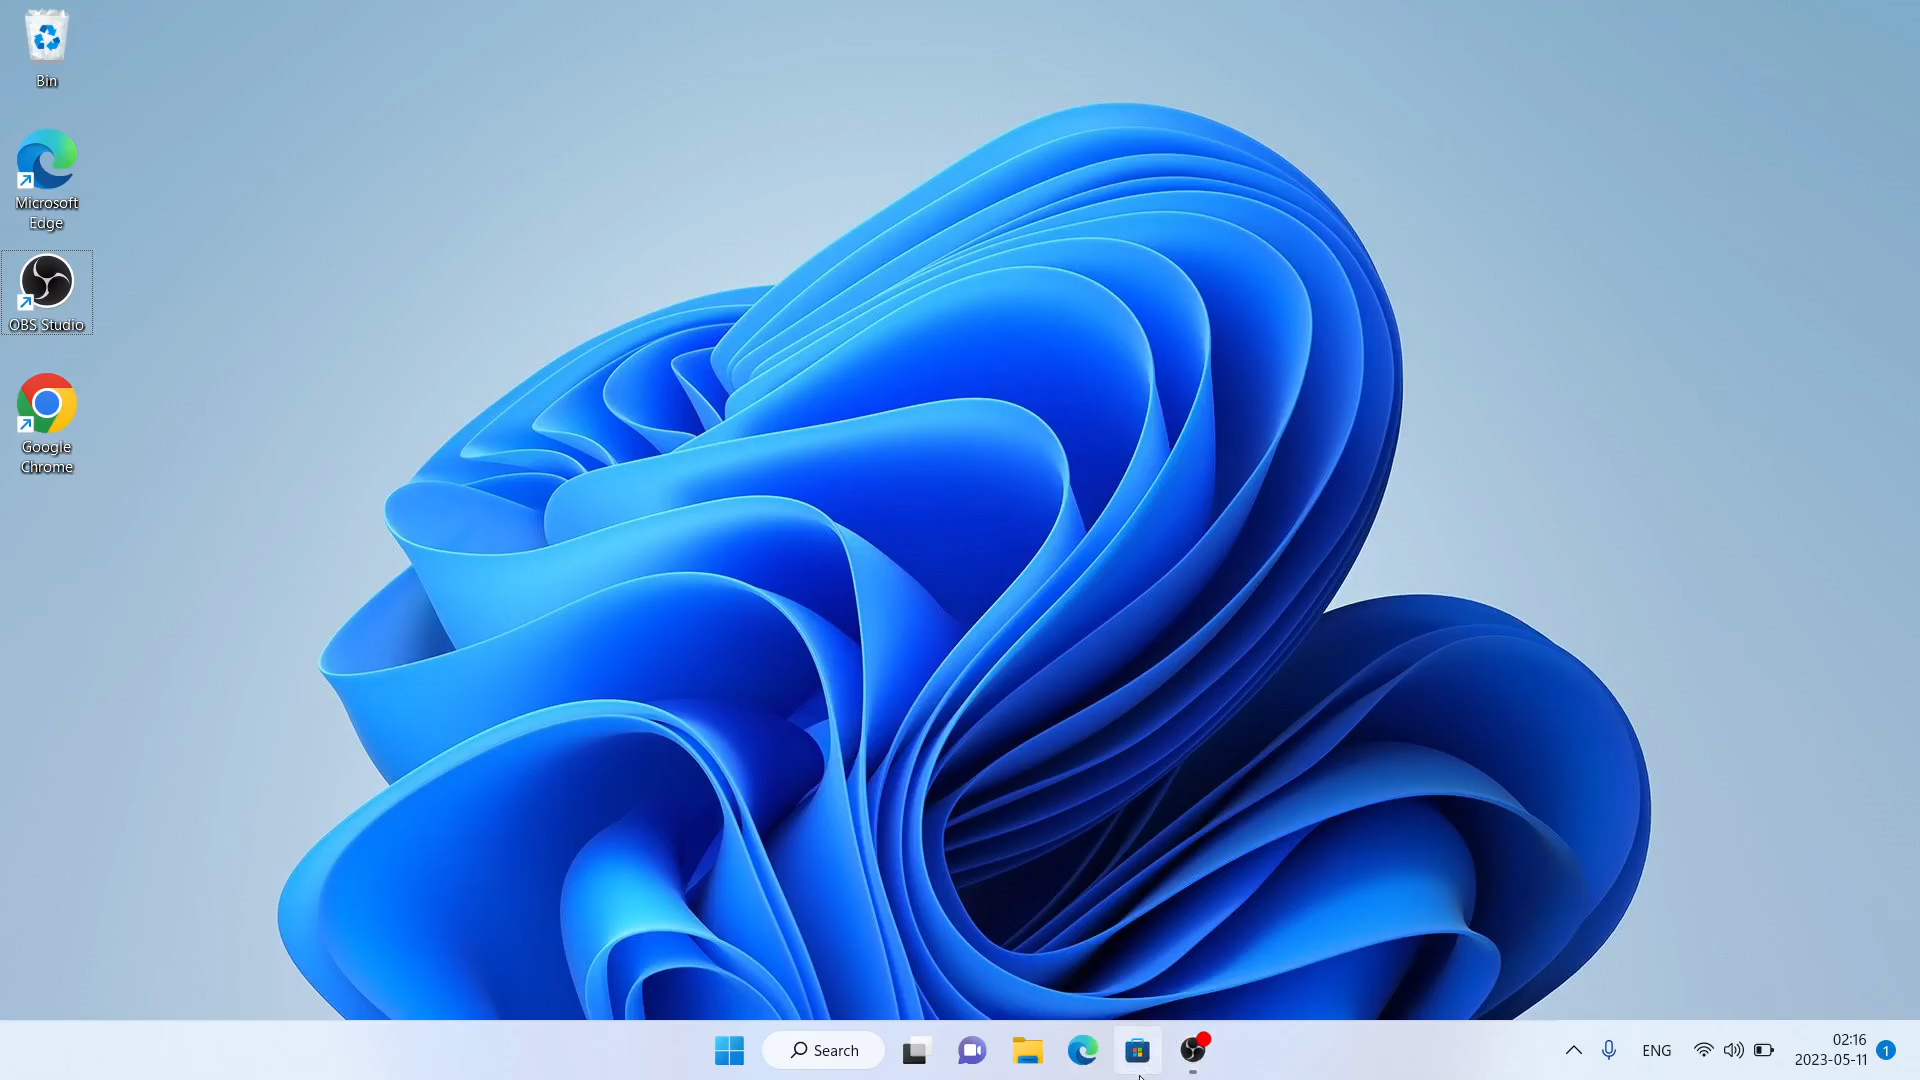 Bin
Microsoft
Edge
OBS Studio
Google
Chrome
Search
ENG
02:16
2023-05-11
1